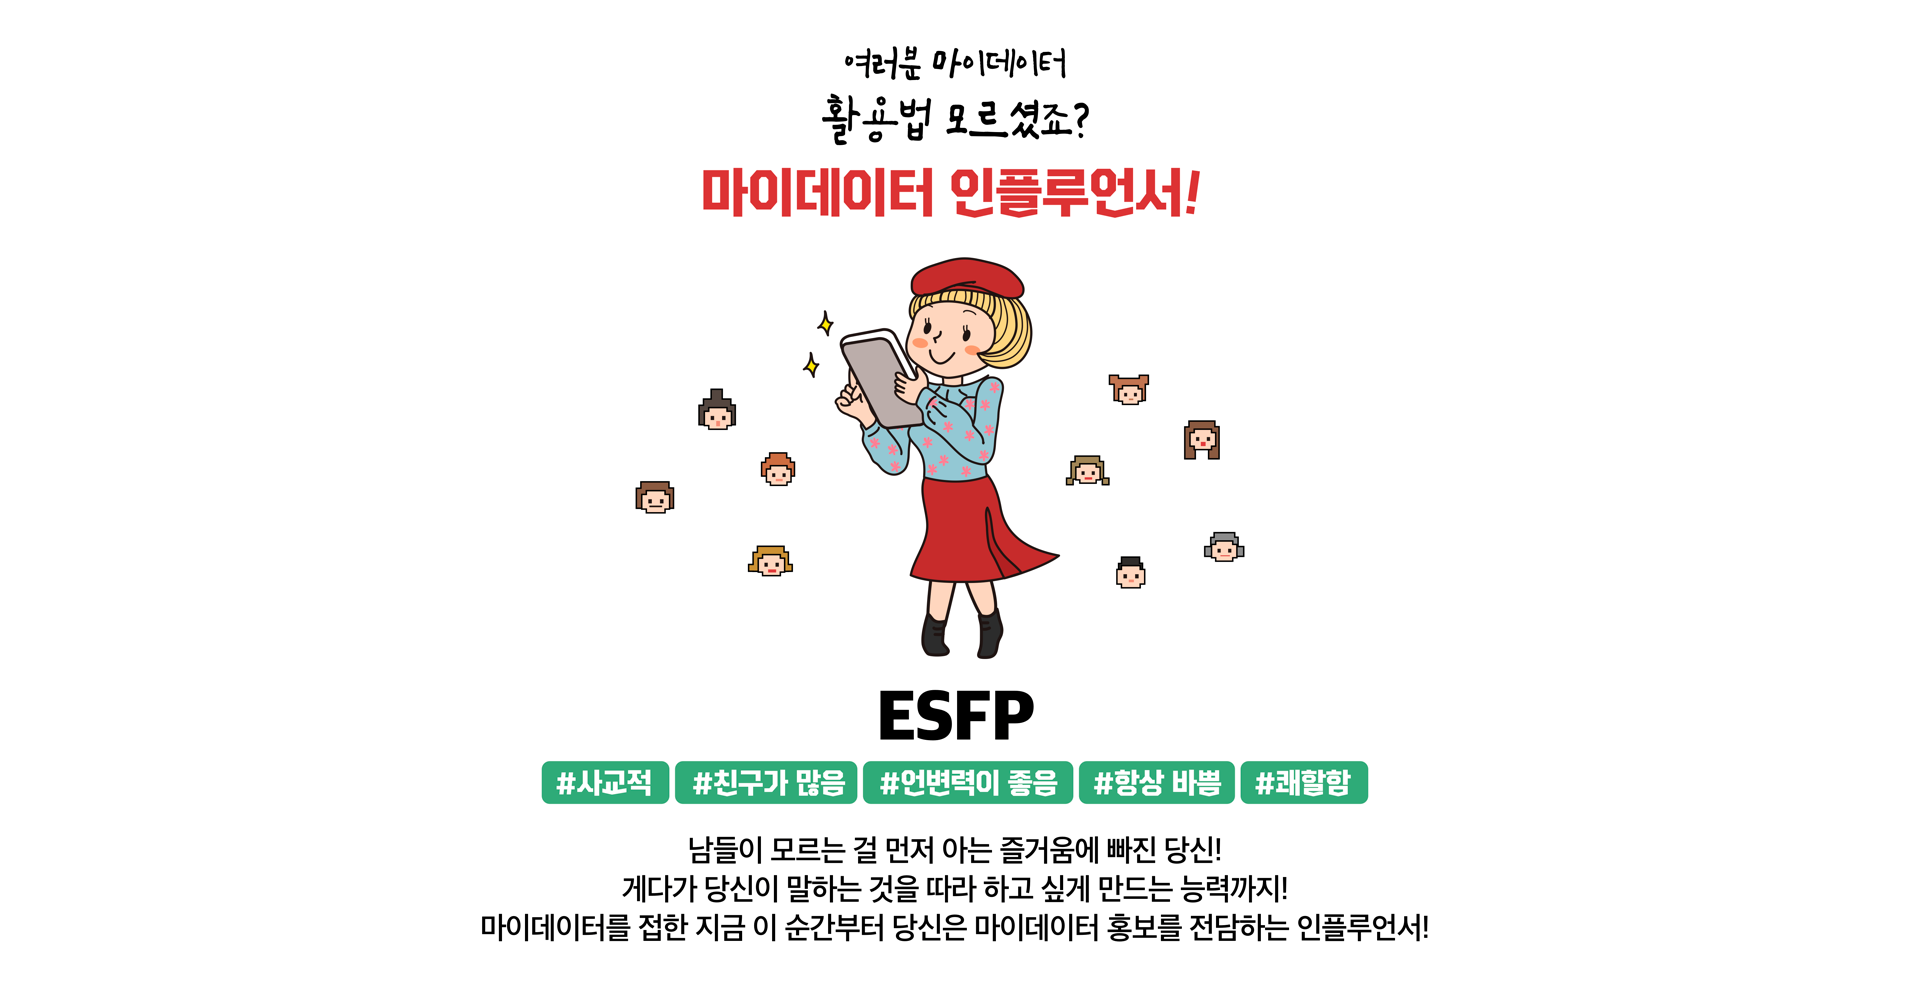 여러분 마이데이터
활용법 모르셨죠?
마이데이터 인플루언서!
ESFP
#사교적 #친구가 많음 #언변력이 좋음 #항상 바쁨 #쾌할함
남들이 모르는 걸 먼저 아는 즐거움에 빠진 당신!
게다가 당신이 말하는 것을 따라 하고 싶게 만드는 능력까지!
마이데이터를 접한 지금 이 순간부터 당신은 마이데이터 홍보를 전담하는 인플루언서!